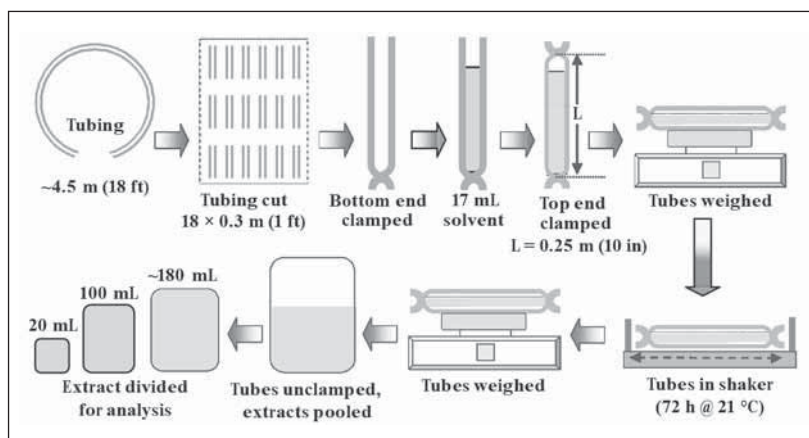 Tubing
~4.5 m (18 ft)
Tubing cut
18 × 0.3 m (1 ft)
Bottom end
clamped
17 mL
solvent
L
Top end
clamped
L = 0.25 m (10 in)
Tubes weighed
Tubes in shaker
(72 h @ 21 °C)
Tubes weighed
Tubes unclamped,
extracts pooled
~180 mL
100 mL
20 mL
Extract divided
for analysis